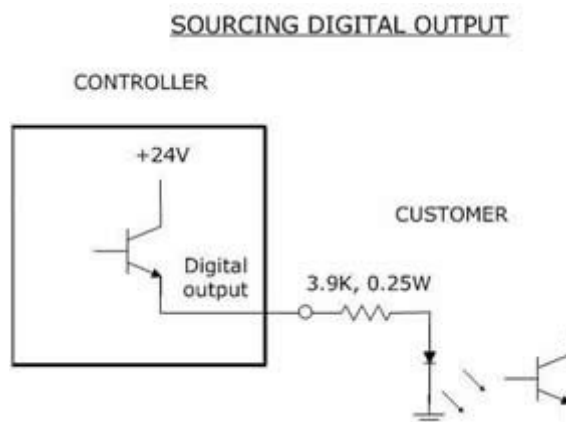 SOURCING DIGITAL OUTPUT
CONTROLLER
+24V
CUSTOMER
Digital
output
3.9K, 0.25W